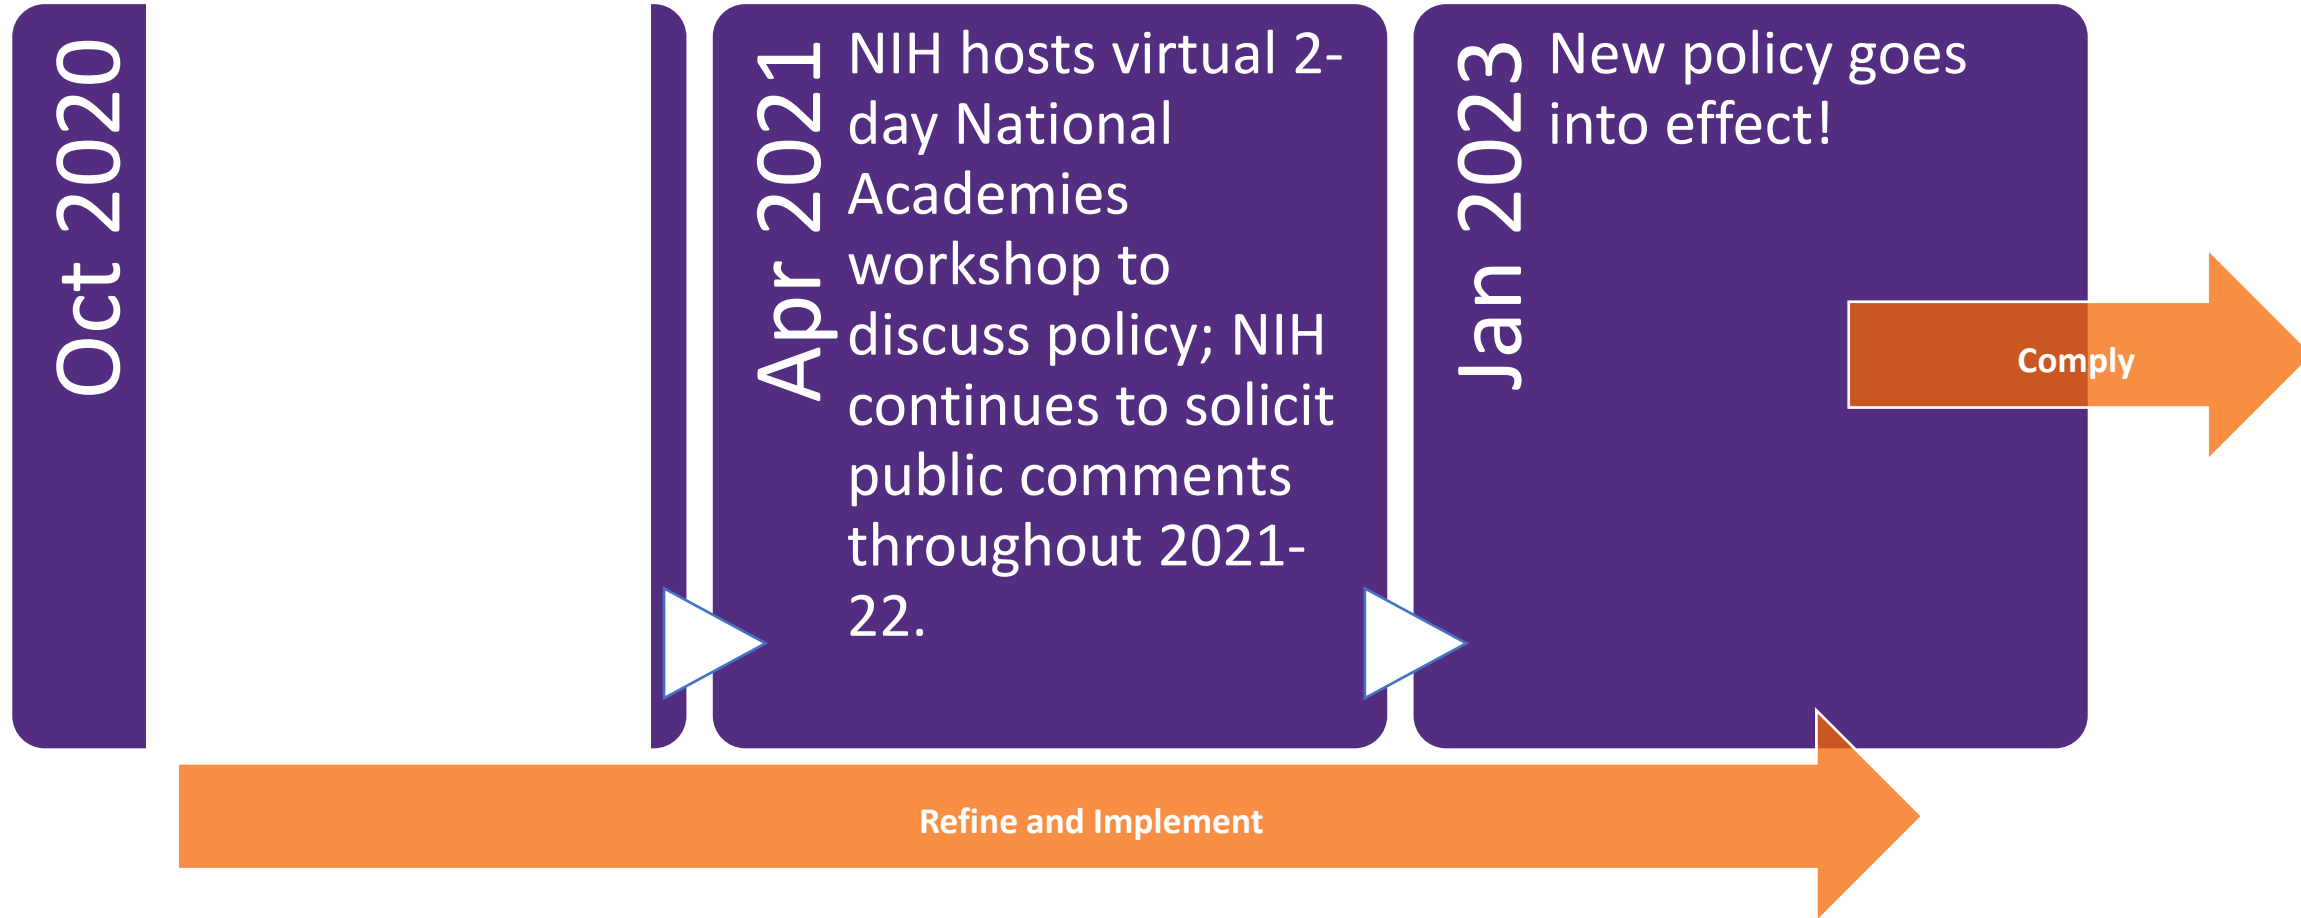 Oct 2020
Apr 2021
NIH hosts virtual 2-
day National
Academies
workshop to
discuss policy; NIH
continues to solicit
public comments
throughout 2021-
22.
Jan 2023
New policy goes
into effect!
Comply
Refine and Implement